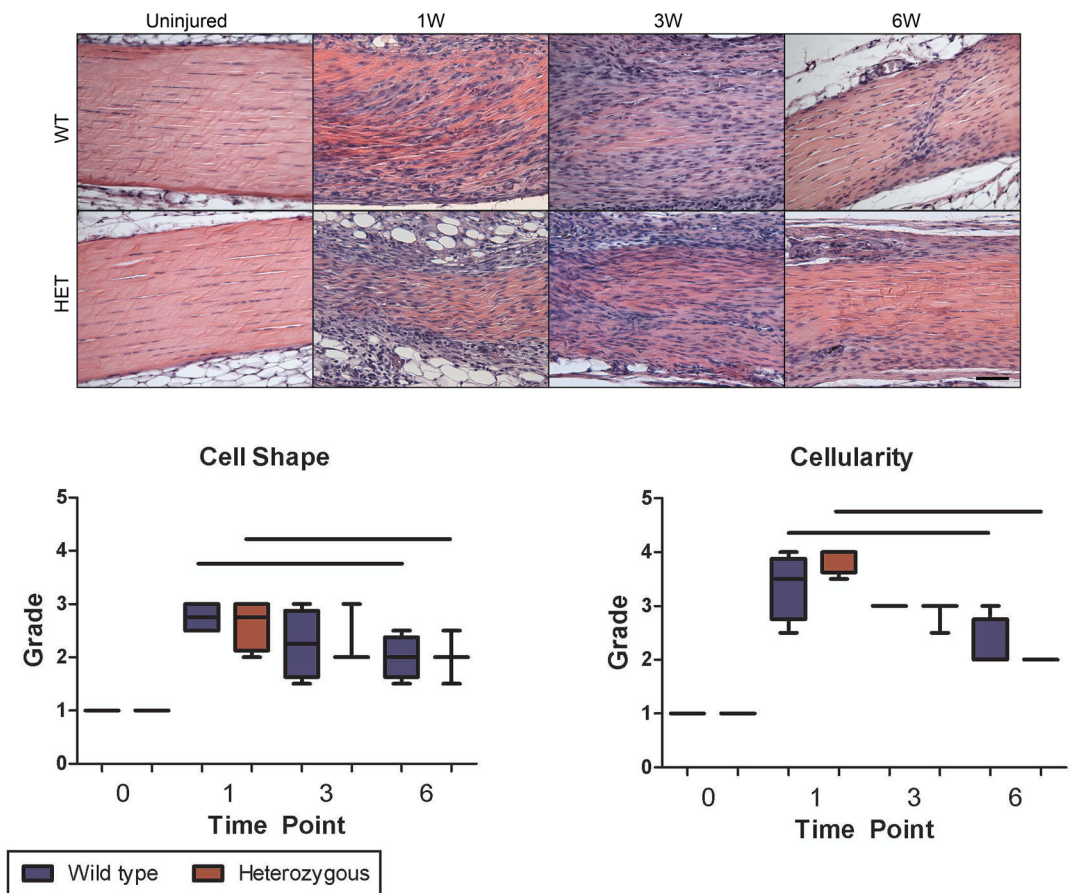 Uninjured 1W 3W 6W
WT
HET
Cell Shape
5
4
3
2
1
0
Grade
0 1 3 6
Time Point
Cellularity
5
4
3
2
1
0
Grade
0 1 3 6
Time Point
Wild type Heterozygous